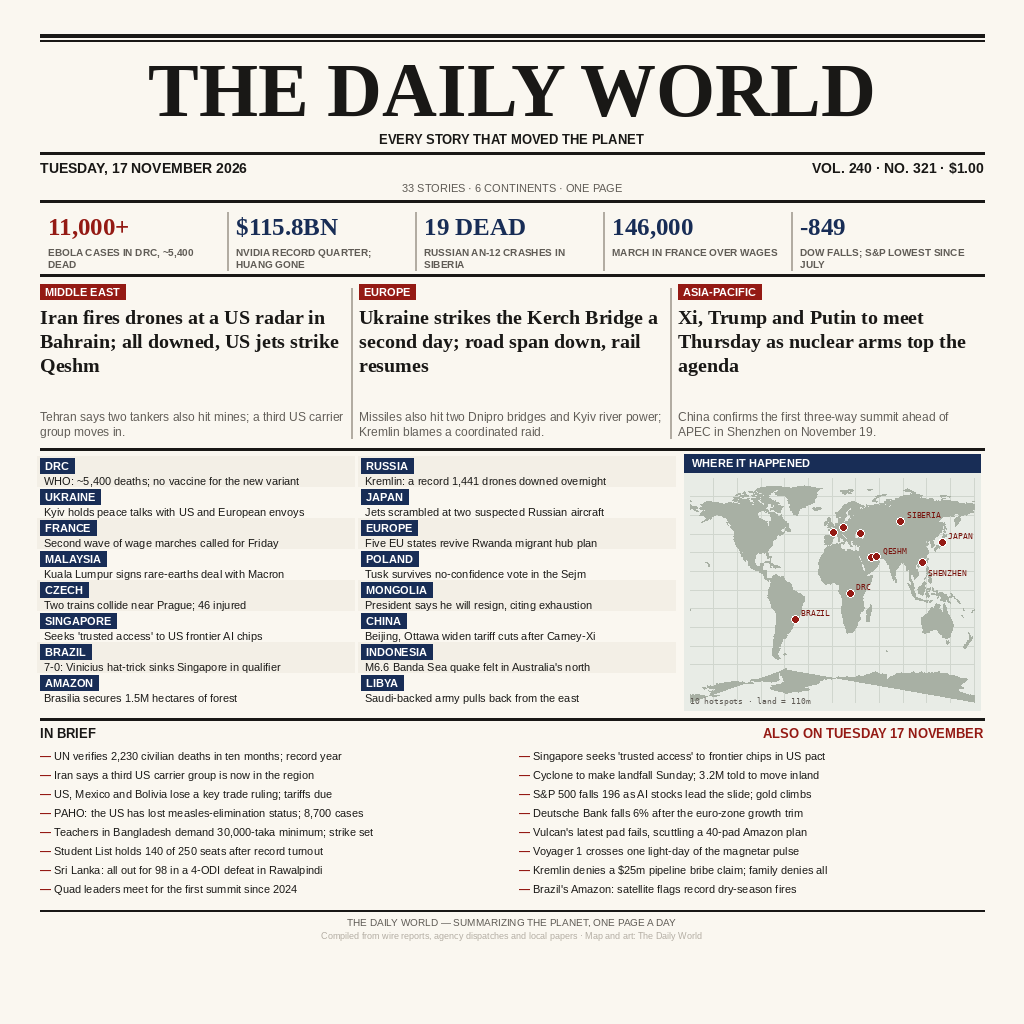 THE DAILY WORLD
EVERY STORY THAT MOVED THE PLANET
TUESDAY, 17 NOVEMBER 2026
VOL. 240 · NO. 321 · $1.00
33 STORIES · 6 CONTINENTS · ONE PAGE
11,000+
EBOLA CASES IN DRC, ~5,400
DEAD
$115.8BN
NVIDIA RECORD QUARTER;
HUANG GONE
19 DEAD
RUSSIAN AN-12 CRASHES IN
SIBERIA
146,000
MARCH IN FRANCE OVER WAGES
-849
DOW FALLS; S&P LOWEST SINCE
JULY
MIDDLE EAST
Iran fires drones at a US radar in
Bahrain; all downed, US jets strike
Qeshm
Tehran says two tankers also hit mines; a third US carrier
group moves in.
EUROPE
Ukraine strikes the Kerch Bridge a
second day; road span down, rail
resumes
Missiles also hit two Dnipro bridges and Kyiv river power;
Kremlin blames a coordinated raid.
ASIA-PACIFIC
Xi, Trump and Putin to meet
Thursday as nuclear arms top the
agenda
China confirms the first three-way summit ahead of
APEC in Shenzhen on November 19.
DRC
WHO: ~5,400 deaths; no vaccine for the new variant
UKRAINE
Kyiv holds peace talks with US and European envoys
FRANCE
Second wave of wage marches called for Friday
MALAYSIA
Kuala Lumpur signs rare-earths deal with Macron
CZECH
Two trains collide near Prague; 46 injured
SINGAPORE
Seeks 'trusted access' to US frontier AI chips
BRAZIL
7-0: Vinicius hat-trick sinks Singapore in qualifier
AMAZON
Brasilia secures 1.5M hectares of forest
RUSSIA
Kremlin: a record 1,441 drones downed overnight
JAPAN
Jets scrambled at two suspected Russian aircraft
EUROPE
Five EU states revive Rwanda migrant hub plan
POLAND
Tusk survives no-confidence vote in the Sejm
MONGOLIA
President says he will resign, citing exhaustion
CHINA
Beijing, Ottawa widen tariff cuts after Carney-Xi
INDONESIA
M6.6 Banda Sea quake felt in Australia's north
LIBYA
Saudi-backed army pulls back from the east
WHERE IT HAPPENED
SIBERIA
JAPAN
QESHM
SHENZHEN
DRC
BRAZIL
10 hotspots · land = 110m
IN BRIEF
— UN verifies 2,230 civilian deaths in ten months; record year
— Iran says a third US carrier group is now in the region
— US, Mexico and Bolivia lose a key trade ruling; tariffs due
— PAHO: the US has lost measles-elimination status; 8,700 cases
— Teachers in Bangladesh demand 30,000-taka minimum; strike set
— Student List holds 140 of 250 seats after record turnout
— Sri Lanka: all out for 98 in a 4-ODI defeat in Rawalpindi
— Quad leaders meet for the first summit since 2024
ALSO ON TUESDAY 17 NOVEMBER
— Singapore seeks 'trusted access' to frontier chips in US pact
— Cyclone to make landfall Sunday; 3.2M told to move inland
— S&P 500 falls 196 as AI stocks lead the slide; gold climbs
— Deutsche Bank falls 6% after the euro-zone growth trim
— Vulcan's latest pad fails, scuttling a 40-pad Amazon plan
— Voyager 1 crosses one light-day of the magnetar pulse
— Kremlin denies a $25m pipeline bribe claim; family denies all
— Brazil's Amazon: satellite flags record dry-season fires
THE DAILY WORLD — SUMMARIZING THE PLANET, ONE PAGE A DAY
Compiled from wire reports, agency dispatches and local papers · Map and art: The Daily World